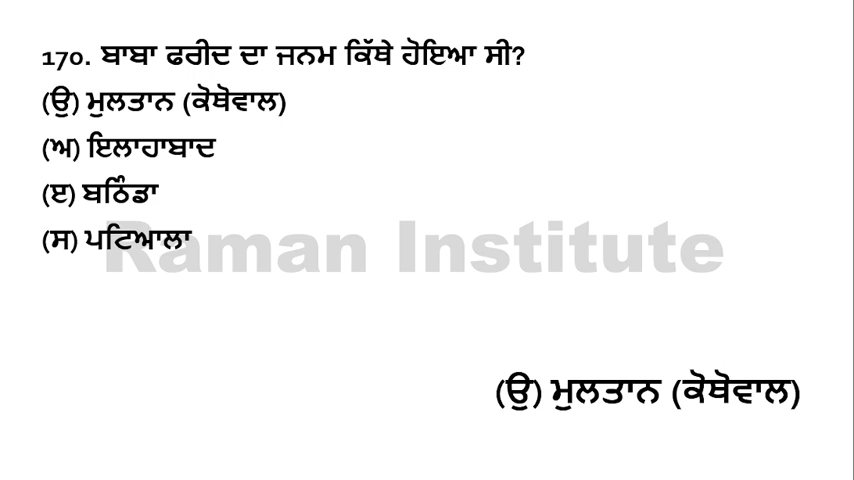 170. ਬਾਬਾ ਫਰੀਦ ਦਾ ਜਨਮ ਕਿੱਥੇ ਹੋਇਆ ਸੀ?
(ਉ) ਮੁਲਤਾਨ (ਕੋਥੋਵਾਲ)
(ਅ) ਇਲਾਹਾਬਾਦ
(ੲ) ਬਠਿੰਡਾ
(ਸ) ਪਟਿਆਲਾ
Raman Institute
(ਉ) ਮੁਲਤਾਨ (ਕੋਥੋਵਾਲ)